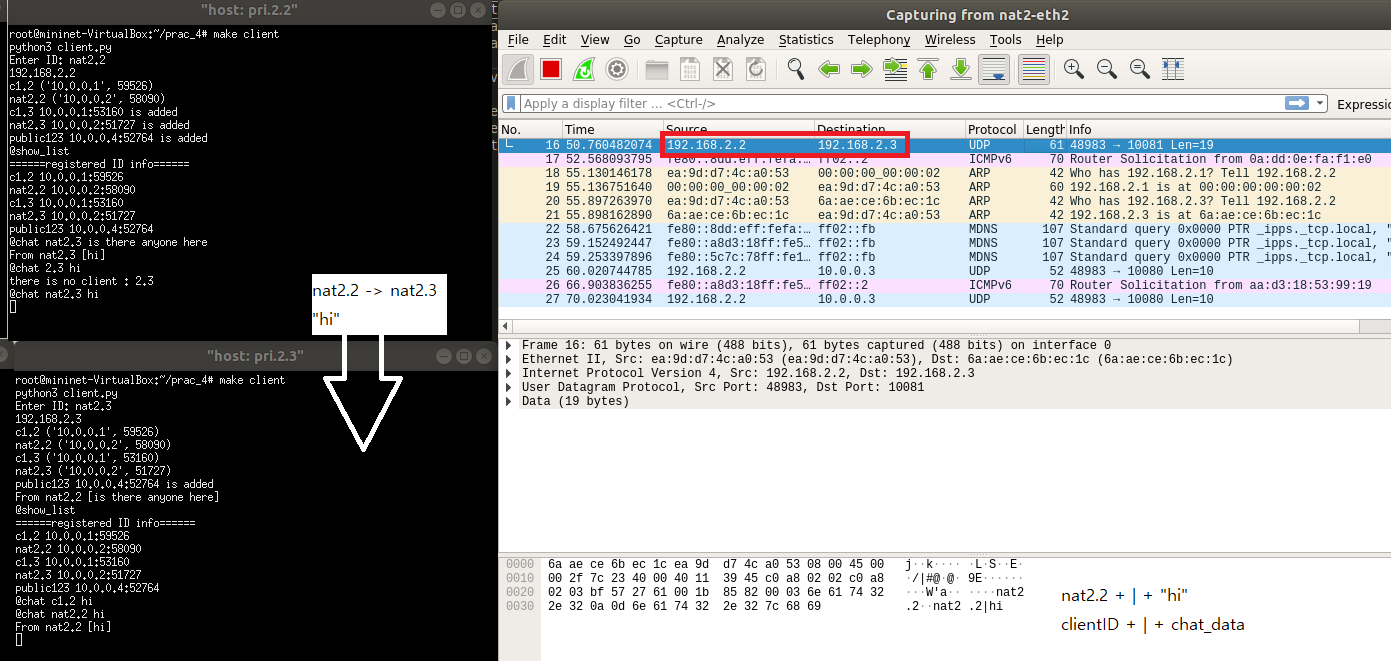 "host: pri.2.2"
root@mininet-VirtualBox:~/prac_4# make client
python3 client.py
Enter ID: nat2.2
192.168.2.2
c1.2 ('10.0.0.1', 59526)
nat2.2 ('10.0.0.2', 58090)
c1.3 10.0.0.1:53160 is added
nat2.3 10.0.0.2:51727 is added
public123 10.0.0.4:52764 is added
@show_list
======registered ID info======
c1.2 10.0.0.1:59526
nat2.2 10.0.0.2:58090
c1.3 10.0.0.1:53160
nat2.3 10.0.0.2:51727
public123 10.0.0.4:52764
@chat nat2.3 is there anyone here
From nat2.3 [hi]
@chat 2.3 hi
there is no client : 2.3
@chat nat2.3 hi
nat2.2 -> nat2.3
"hi"
"host: pri.2.3"
root@mininet-VirtualBox:~/prac_4# make client
python3 client.py
Enter ID: nat2.3
192.168.2.3
c1.2 ('10.0.0.1', 59526)
nat2.2 ('10.0.0.2', 58090)
c1.3 ('10.0.0.1', 53160)
nat2.3 ('10.0.0.2', 51727)
public123 10.0.0.4:52764 is added
From nat2.2 [is there anyone here]
@show_list
======registered ID info======
c1.2 10.0.0.1:59526
nat2.2 10.0.0.2:58090
c1.3 10.0.0.1:53160
nat2.3 10.0.0.2:51727
public123 10.0.0.4:52764
@chat c1.2 hi
@chat nat2.2 hi
From nat2.2 [hi]
Capturing from nat2-eth2
File Edit View Go Capture Analyze Statistics Telephony Wireless Tools Help
Apply a display filter ... <Ctrl-/>
Expressio
No. Time Source Destination Protocol Length Info
16 50.760482074 192.168.2.2 192.168.2.3 UDP 61 48983 → 10081 Len=19
17 52.568093795 fe80::8dd:eff:fefa:… ff02::2 ICMPv6 70 Router Solicitation from 0a:dd:0e:fa:f1:e0
18 55.130146178 ea:9d:d7:4c:a0:53 00:00:00_00:00:02 ARP 42 Who has 192.168.2.1? Tell 192.168.2.2
19 55.136751640 00:00:00_00:00:02 ea:9d:d7:4c:a0:53 ARP 60 192.168.2.1 is at 00:00:00:00:00:02
20 55.897263970 ea:9d:d7:4c:a0:53 6a:ae:ce:6b:ec:1c ARP 42 Who has 192.168.2.3? Tell 192.168.2.2
21 55.898162890 6a:ae:ce:6b:ec:1c ea:9d:d7:4c:a0:53 ARP 42 192.168.2.3 is at 6a:ae:ce:6b:ec:1c
22 58.675626421 fe80::8dd:eff:fefa:… ff02::fb MDNS 107 Standard query 0x0000 PTR _ipps._tcp.local, "
23 59.152492447 fe80::a8d3:18ff:fe5… ff02::fb MDNS 107 Standard query 0x0000 PTR _ipps._tcp.local, "
24 59.253397896 fe80::5c7c:78ff:fe1… ff02::fb MDNS 107 Standard query 0x0000 PTR _ipps._tcp.local, "
25 60.020744785 192.168.2.2 10.0.0.3 UDP 52 48983 → 10080 Len=10
26 66.903836255 fe80::a8d3:18ff:fe5… ff02::2 ICMPv6 70 Router Solicitation from aa:d3:18:53:99:19
27 70.023041934 192.168.2.2 10.0.0.3 UDP 52 48983 → 10080 Len=10
Frame 16: 61 bytes on wire (488 bits), 61 bytes captured (488 bits) on interface 0
Ethernet II, Src: ea:9d:d7:4c:a0:53 (ea:9d:d7:4c:a0:53), Dst: 6a:ae:ce:6b:ec:1c (6a:ae:ce:6b:ec:1c)
Internet Protocol Version 4, Src: 192.168.2.2, Dst: 192.168.2.3
User Datagram Protocol, Src Port: 48983, Dst Port: 10081
Data (19 bytes)
0000 6a ae ce 6b ec 1c ea 9d d7 4c a0 53 08 00 45 00 j··k···· ·L·S··E·
0010 00 2f 7c 23 40 00 40 11 39 45 c0 a8 02 02 c0 a8 ·/|#@·@· 9E······
0020 02 03 bf 57 27 61 00 1b 85 82 00 03 6e 61 74 32 ···W'a·· ····nat2
0030 2e 32 0a 0d 6e 61 74 32 2e 32 7c 68 69 .2··nat2 .2|hi
nat2.2 + | + "hi"
clientID + | + chat_data